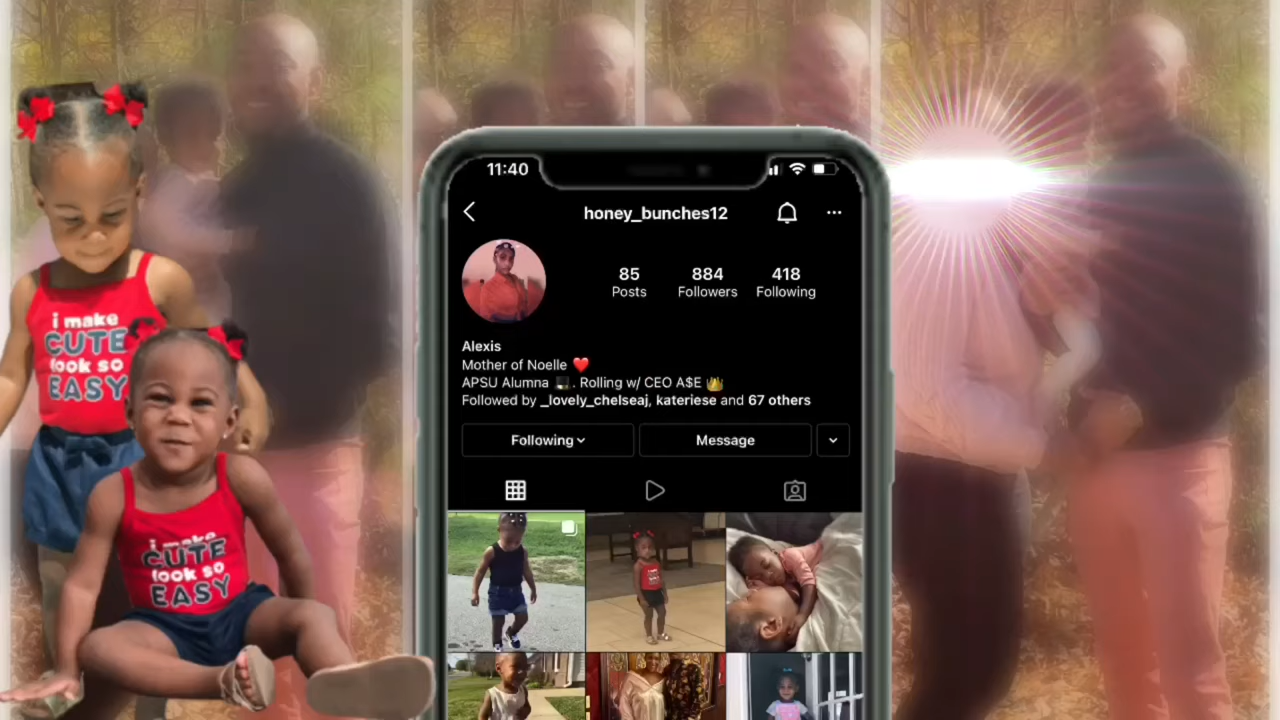 11:40
honey_bunches12
85
884
418
Posts
Followers
Following
Alexis
Mother of Noelle ❤️
APSU Alumna . Rolling w/ CEO A$E 👑
Followed by _lovely_chelseaj, kateriese and 67 others
Following
Message
i make
CUTE
look so
EASY
i make
CUTE
look so
EASY